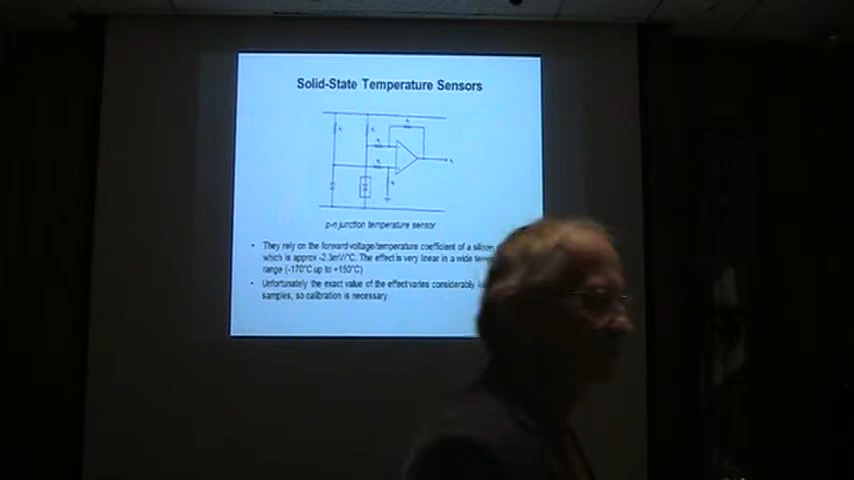 Solid-State Temperature Sensors
p-n junction temperature sensor
• They rely on the forward voltage/temperature coefficient of a silicon
which is approx -2.3mV/°C. The effect is very linear in a wide
range (-170°C up to +150°C)
• Unfortunately the exact value of the effect varies considerably
samples, so calibration is necessary.